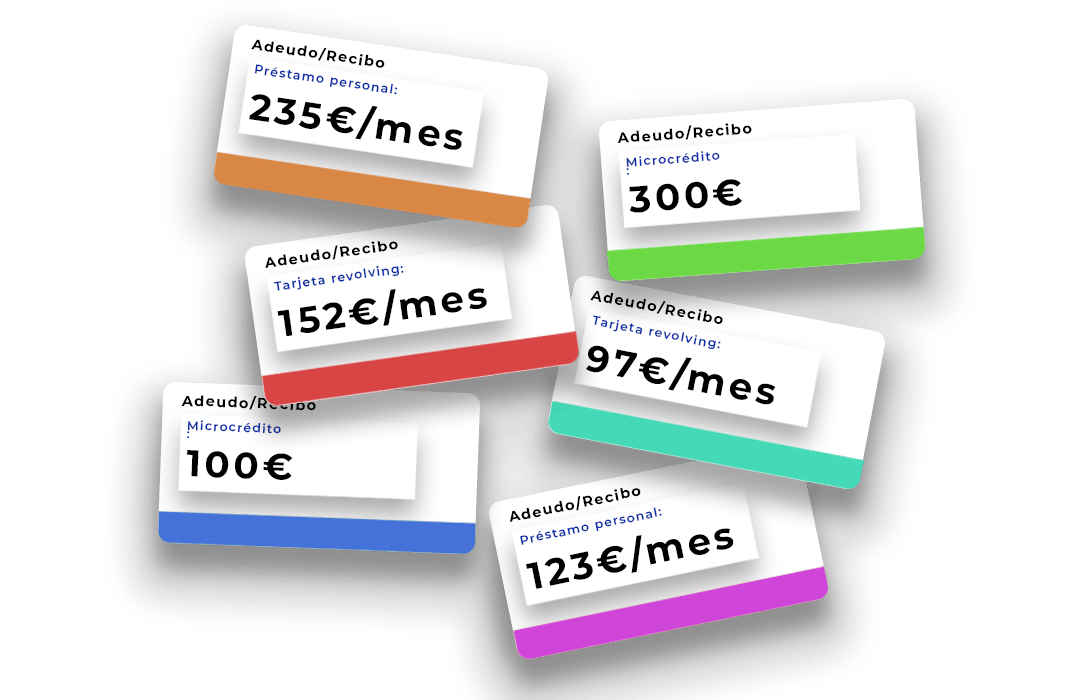 Adeudo/Recibo
Préstamo personal:
235€/mes
Adeudo/Recibo
Microcrédito
:
300€
Adeudo/Recibo
Tarjeta revolving:
152€/mes
Adeudo/Recibo
Tarjeta revolving:
97€/mes
Adeudo/Recibo
Microcrédito
:
100€
Adeudo/Recibo
Préstamo personal:
123€/mes